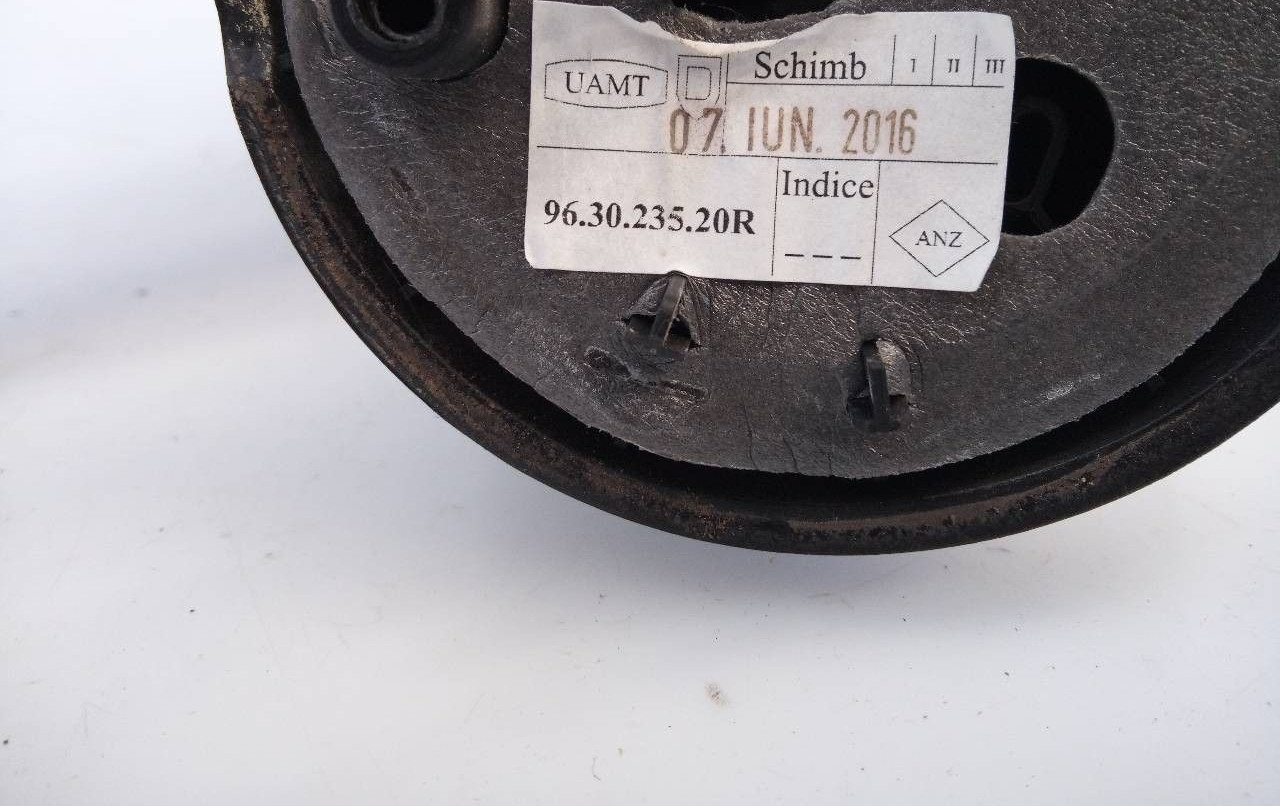 UAMT D Schimb I II III
07. IUN. 2016
96.30.235.20R Indice --- ANZ